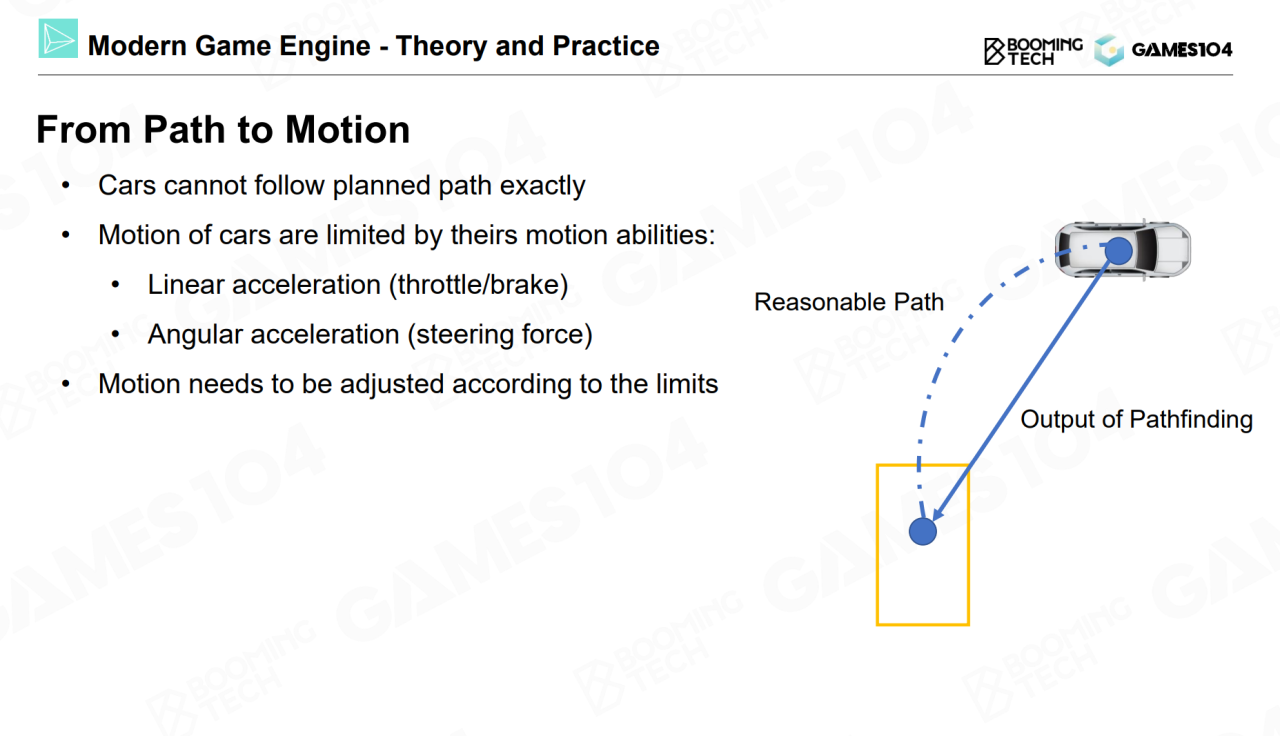 Modern Game Engine - Theory and Practice
BOOMING
TECH
GAMES104
From Path to Motion
• Cars cannot follow planned path exactly
• Motion of cars are limited by theirs motion abilities:
• Linear acceleration (throttle/brake)
• Angular acceleration (steering force)
• Motion needs to be adjusted according to the limits
Reasonable Path
Output of Pathfinding